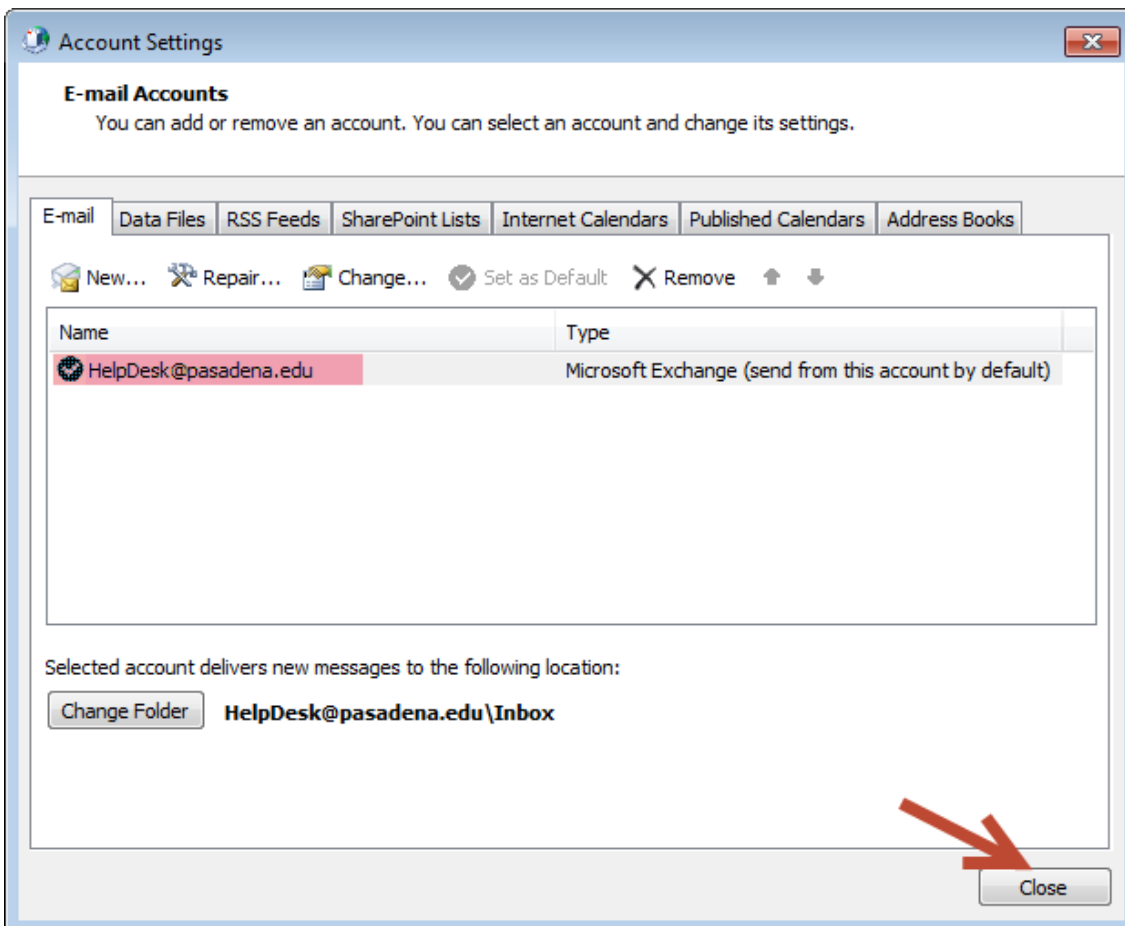 Account Settings
E-mail Accounts
You can add or remove an account. You can select an account and change its settings.
E-mail Data Files RSS Feeds SharePoint Lists Internet Calendars Published Calendars Address Books
New... Repair... Change... Set as Default Remove
Name Type
HelpDesk@pasadena.edu Microsoft Exchange (send from this account by default)
Selected account delivers new messages to the following location:
Change Folder HelpDesk@pasadena.edu\Inbox
Close